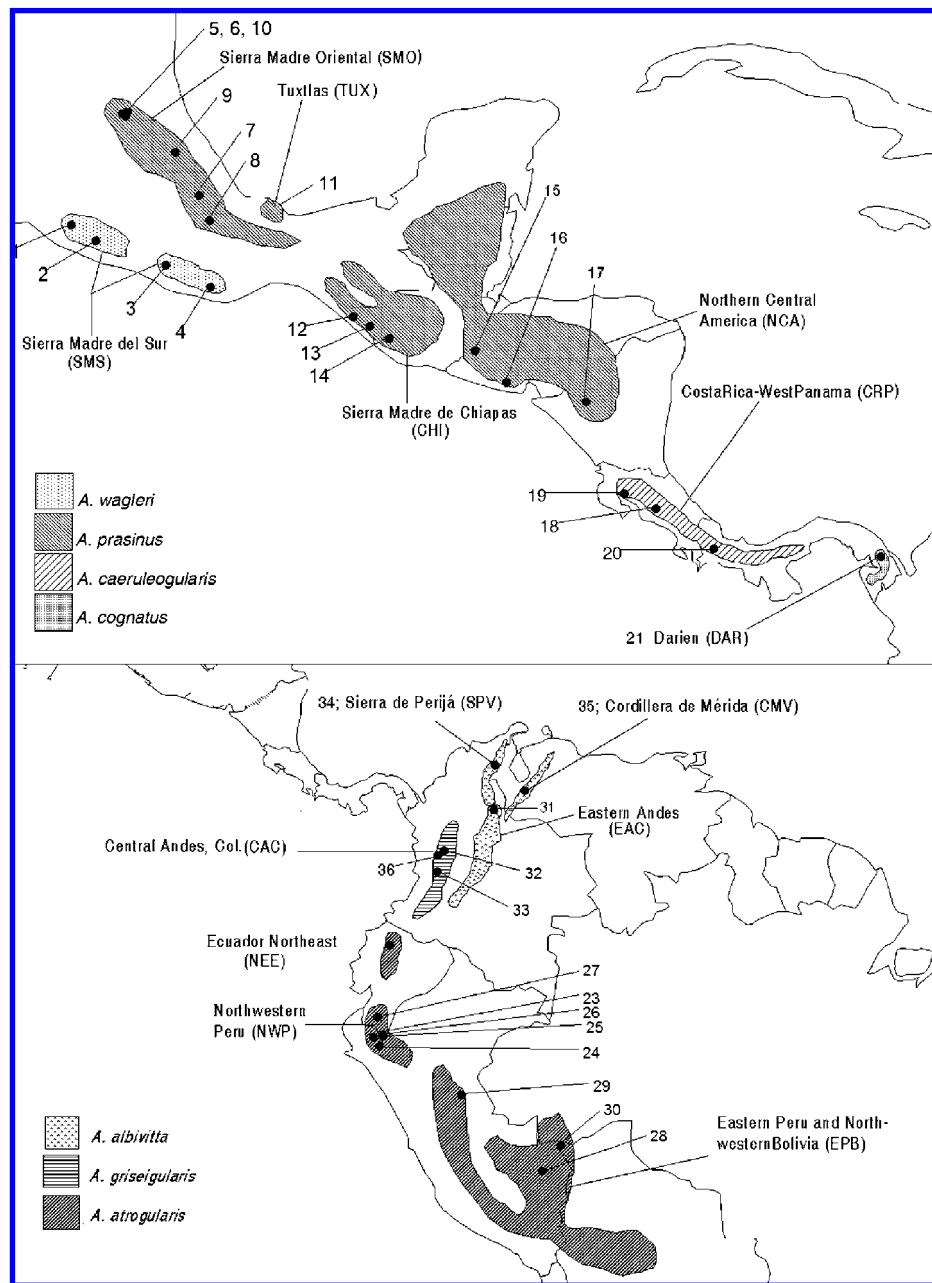 5, 6, 10
Sierra Madre Oriental (SMO)
Tuxtlas (TUX)
9
7
8
11
15
16
17
1
2
3
4
Northern Central
America (NCA)
Sierra Madre del Sur
(SMS)
12
13
14
Sierra Madre de Chiapas
(CHI)
CostaRica-WestPanama (CRP)
A. wagleri
A. prasinus
A. caeruleogularis
A. cognatus
19
18
20
21 Darien (DAR)
34; Sierra de Perijá (SPV)
35; Cordillera de Mérida (CMV)
31
Eastern Andes
(EAC)
Central Andes, Col.(CAC)
36
32
33
Ecuador Northeast
(NEE)
27
23
26
25
24
Northwestern
Peru (NWP)
29
30
28
Eastern Peru and North-
westernBolivia (EPB)
A. albivitta
A. griseigularis
A. atrogularis